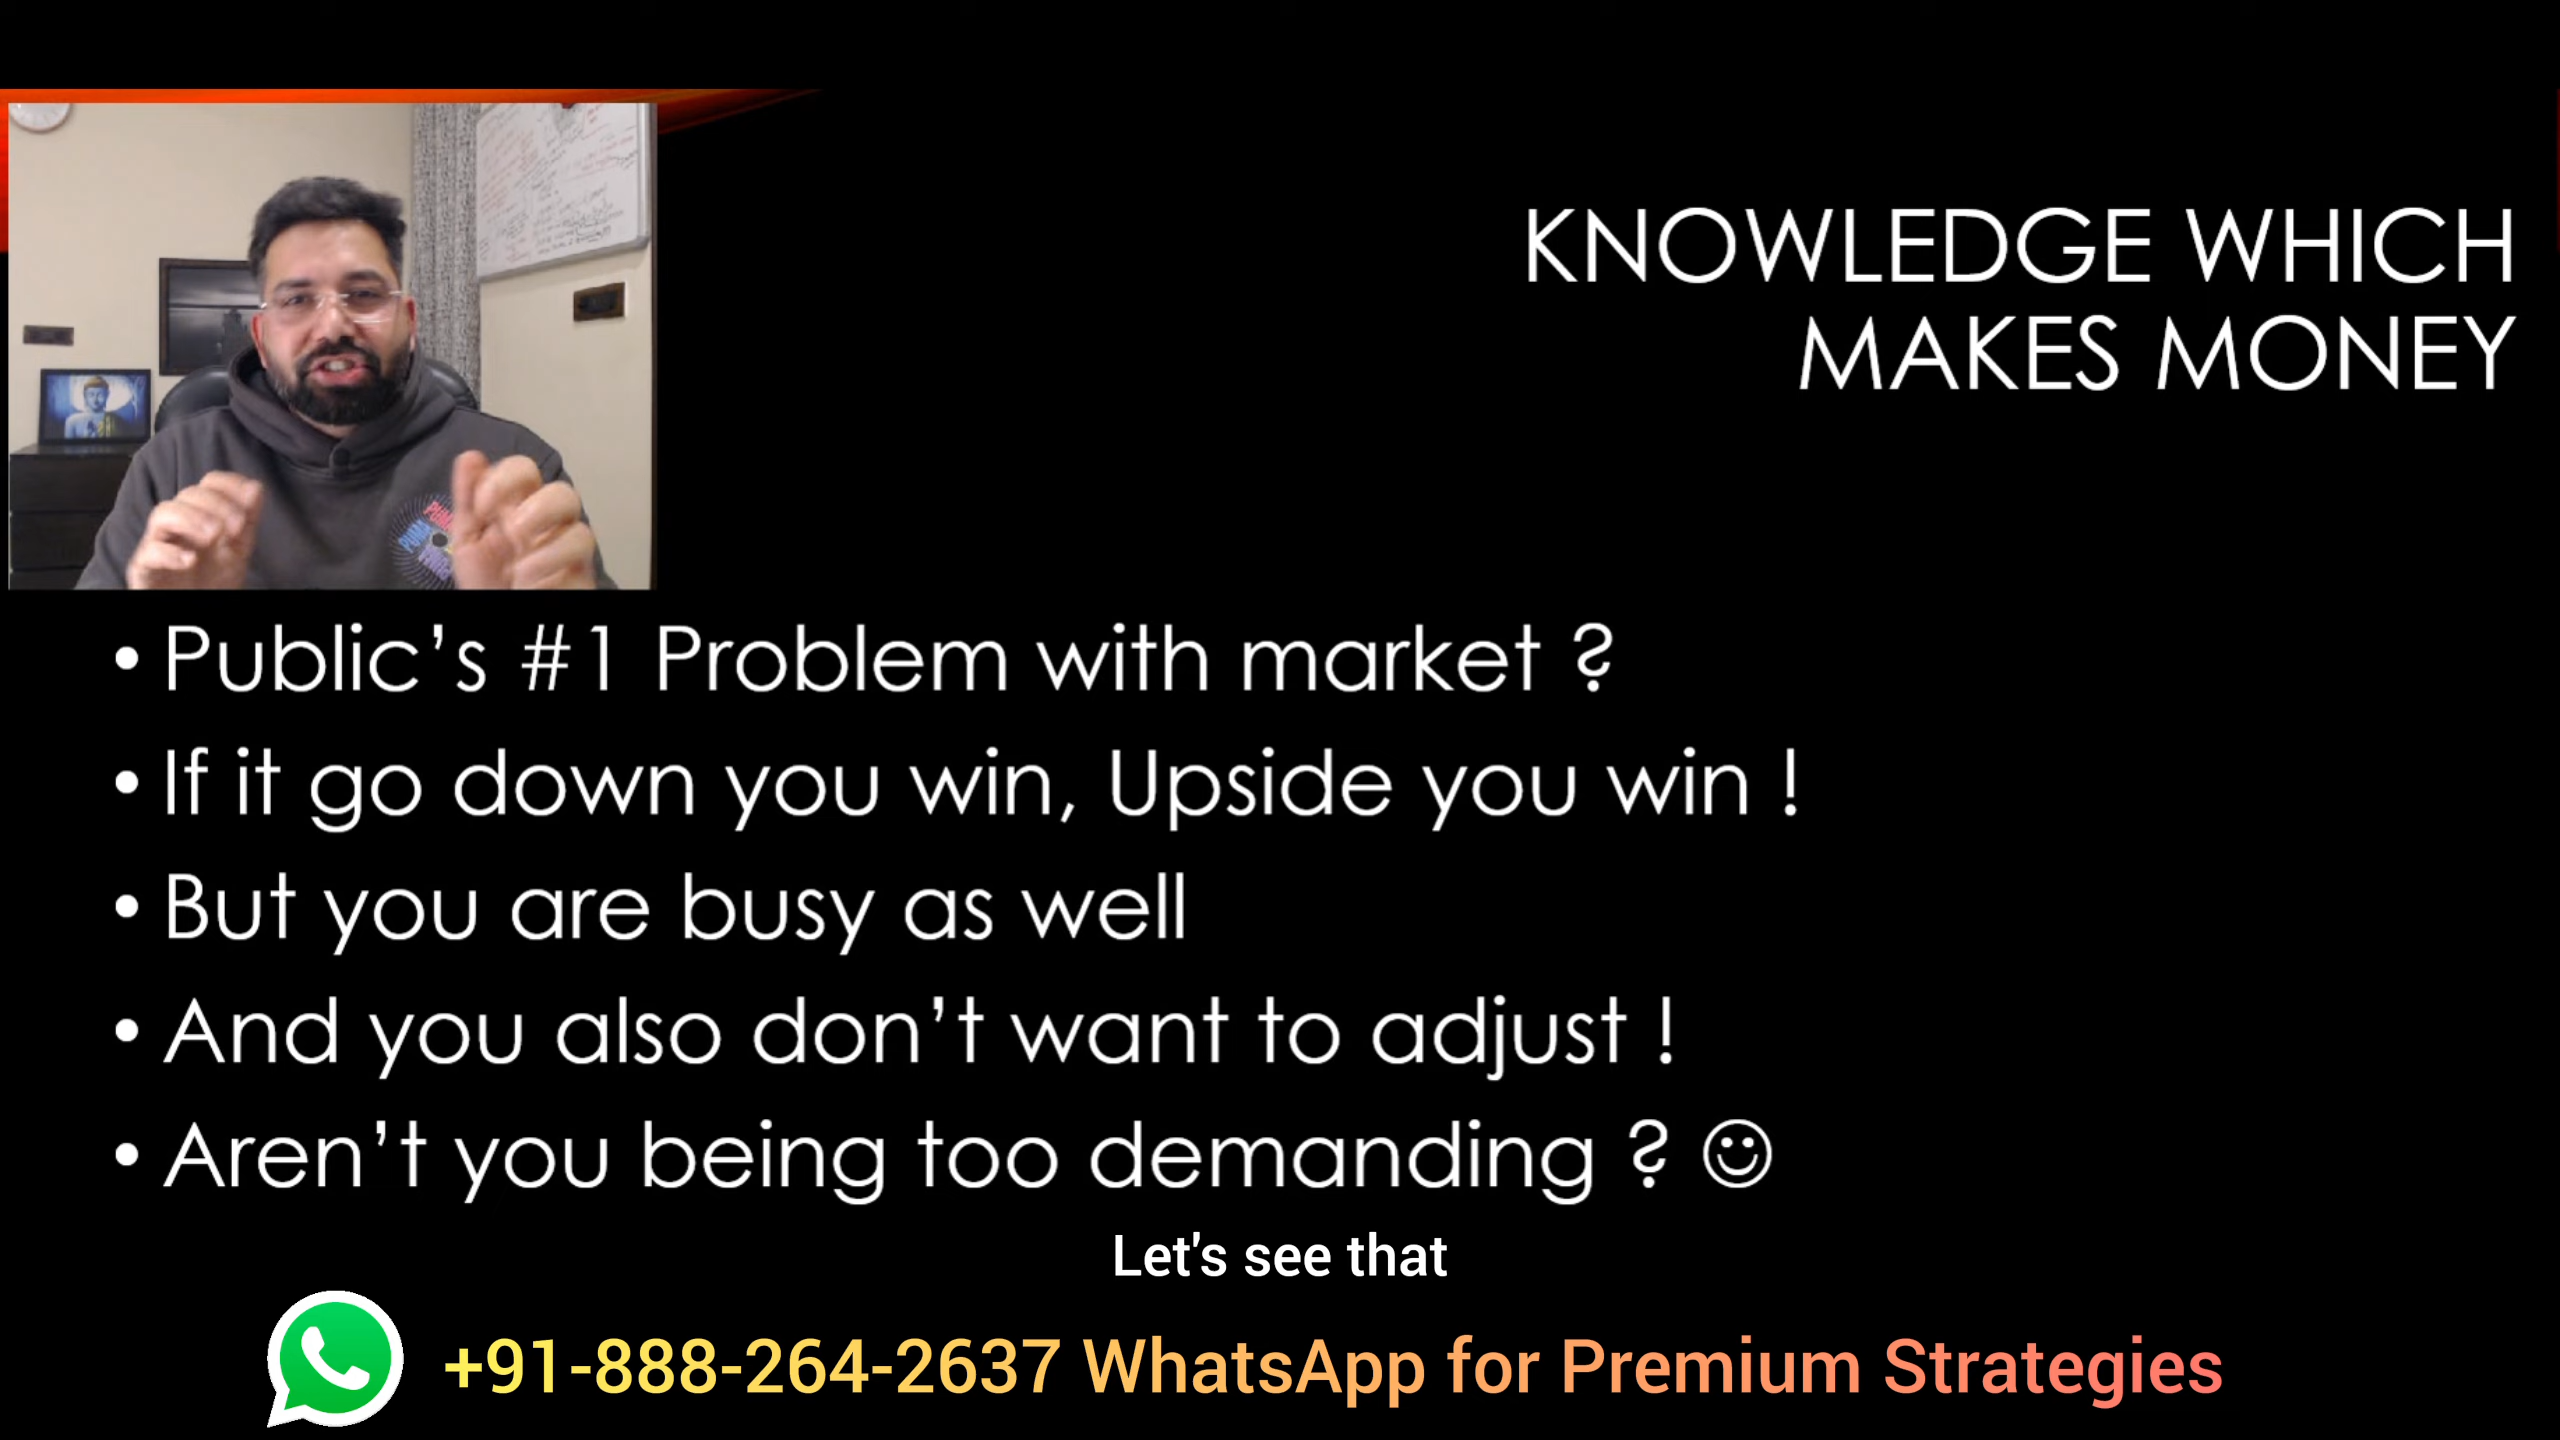 KNOWLEDGE WHICH
MAKES MONEY
• Public’s #1 Problem with market ?
• If it go down you win, Upside you win !
• But you are busy as well
• And you also don’t want to adjust !
• Aren’t you being too demanding ? ☺
Let's see that
+91-888-264-2637 WhatsApp for Premium Strategies